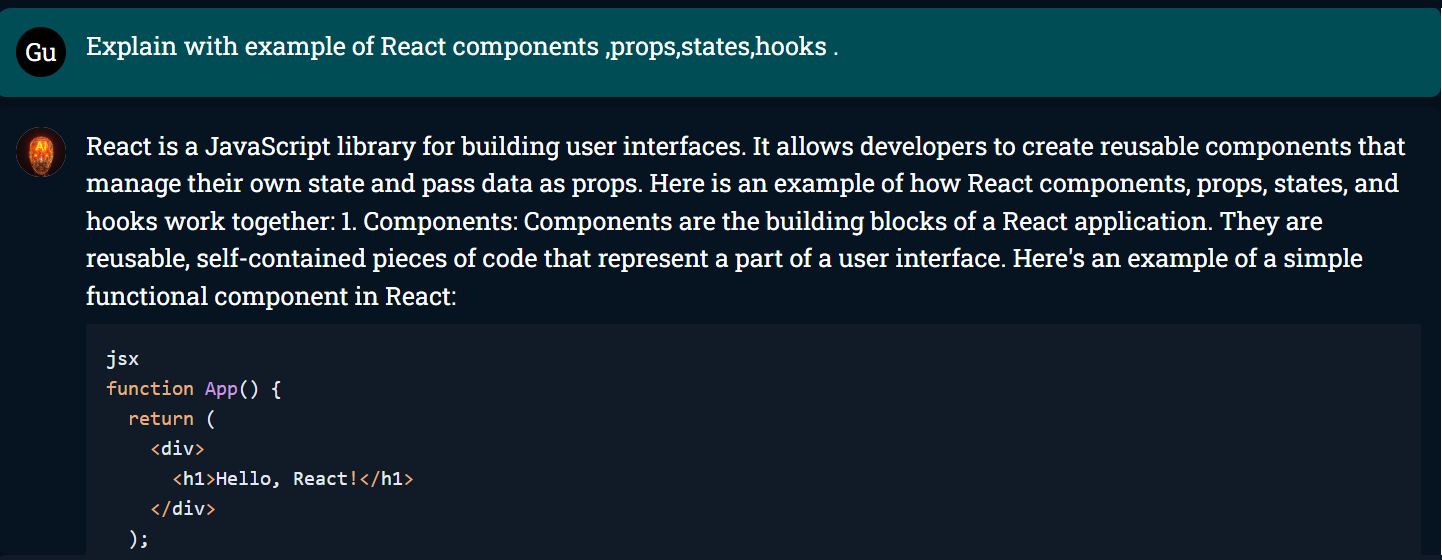 Gu
Explain with example of React components ,props,states,hooks .
AI
React is a JavaScript library for building user interfaces. It allows developers to create reusable components that
manage their own state and pass data as props. Here is an example of how React components, props, states, and
hooks work together: 1. Components: Components are the building blocks of a React application. They are
reusable, self-contained pieces of code that represent a part of a user interface. Here's an example of a simple
functional component in React:
jsx
function App() {
  return (
    <div>
      <h1>Hello, React!</h1>
    </div>
  );